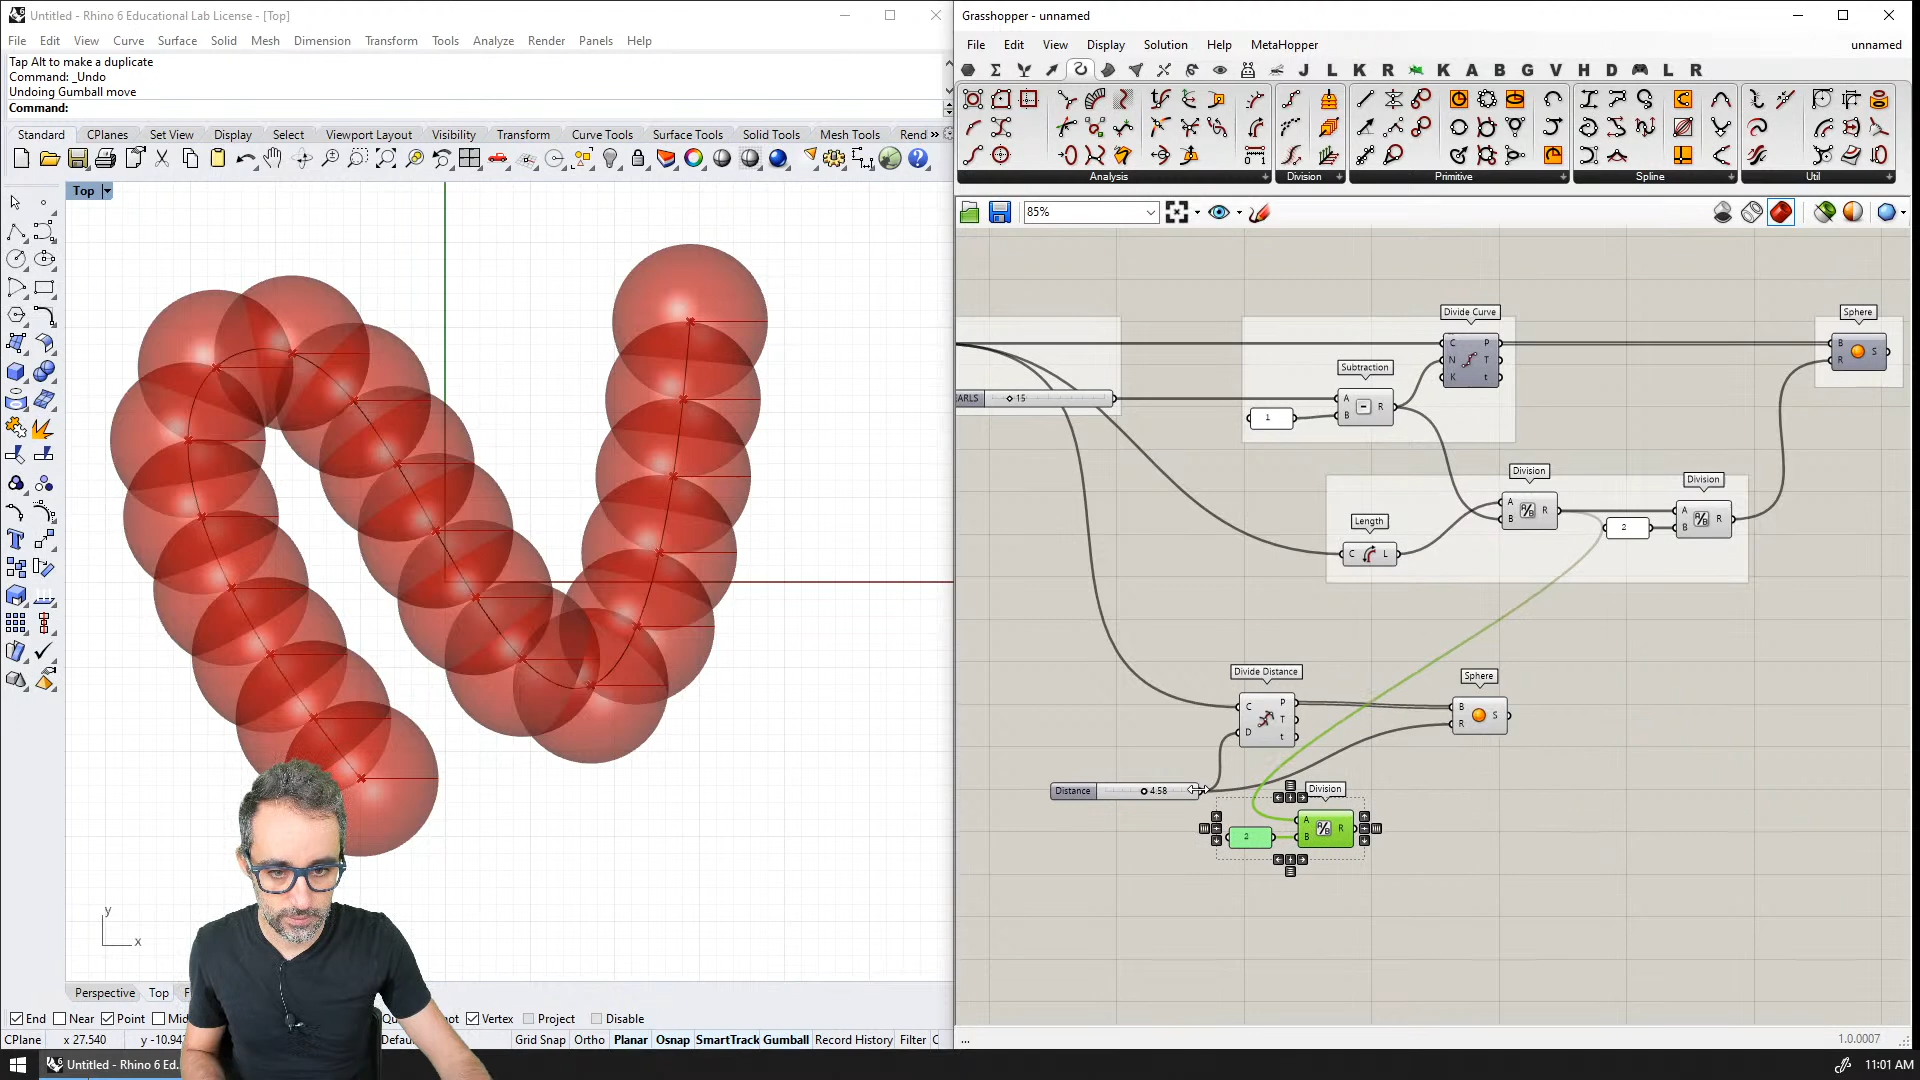 Untitled - Rhino 6 Educational Lab License - [Top]
File Edit View Curve Surface Solid Mesh Dimension Transform Tools Analyze Render Panels Help
Tap Alt to make a duplicate
Command: _Undo
Undoing Gumball move
Command:
Standard CPlanes Set View Display Select Viewport Layout Visibility Transform Curve Tools Surface Tools Solid Tools Mesh Tools Rend »
Top
y
x
Perspective Top F
End Near Point Mid Vertex Project Disable
CPlane x 27.540 y -10.94 Grid Snap Ortho Planar Osnap SmartTrack Gumball Record History Filter C
Untitled - Rhino 6 Ed...
Grasshopper - unnamed
File Edit View Display Solution Help MetaHopper unnamed
J L K R K A B G V H D L R
Analysis Division Primitive Spline Util
85%
Divide Curve
C P
N T
K t
Sphere
B S
R
Subtraction
A R
B
1
EARLS 15
Division
A R
B
Division
A R
B
2
Length
C L
Divide Distance
C P
T
D t
Sphere
B S
R
Distance 4.58
Division
A R
B
2
...
1.0.0007
11:01 AM